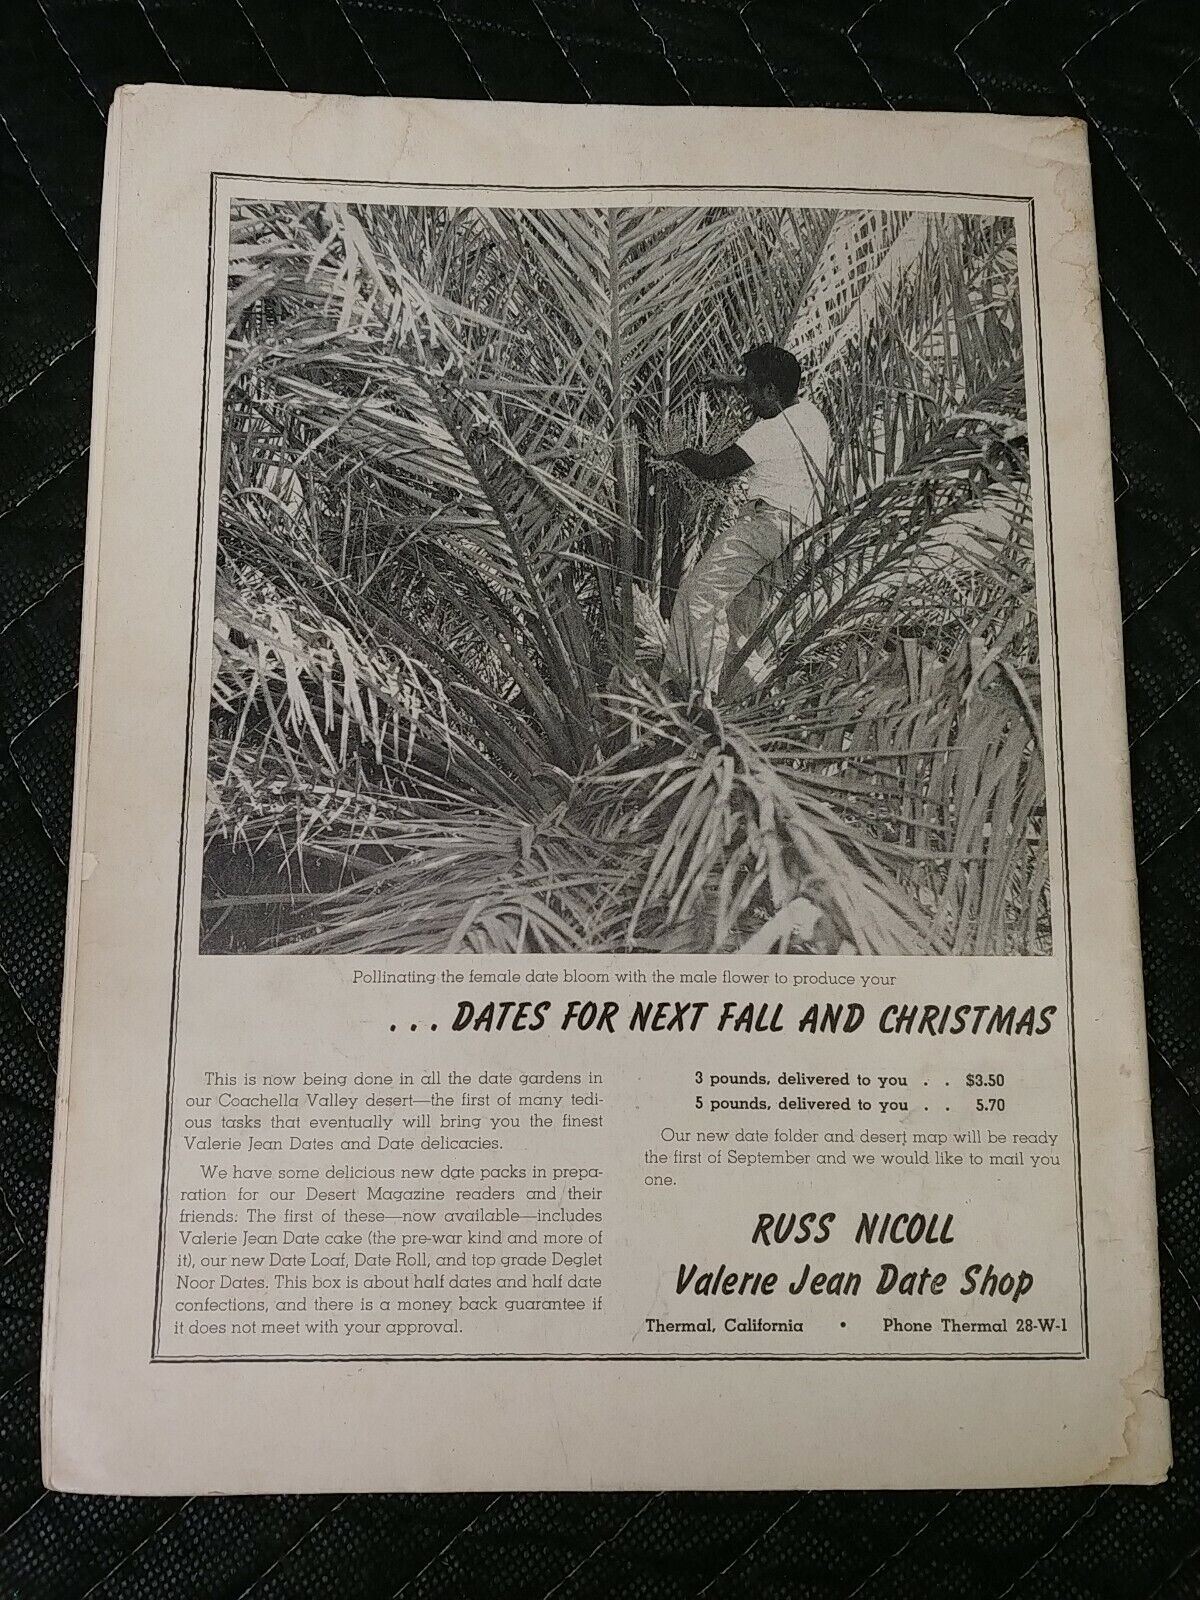 Pollinating the female date bloom with the male flower to produce your
... DATES FOR NEXT FALL AND CHRISTMAS
This is now being done in all the date gardens in
our Coachella Valley desert—the first of many tedi-
ous tasks that eventually will bring you the finest
Valerie Jean Dates and Date delicacies.
We have some delicious new date packs in prepa-
ration for our Desert Magazine readers and their
friends: The first of these—now available—includes
Valerie Jean Date cake (the pre-war kind and more of
it), our new Date Loaf, Date Roll, and top grade Deglet
Noor Dates. This box is about half dates and half date
confections, and there is a money back guarantee if
it does not meet with your approval.
3 pounds, delivered to you . . $3.50
5 pounds, delivered to you . . 5.70
Our new date folder and desert map will be ready
the first of September and we would like to mail you
one.
RUSS NICOLL
Valerie Jean Date Shop
Thermal, California • Phone Thermal 28-W-1